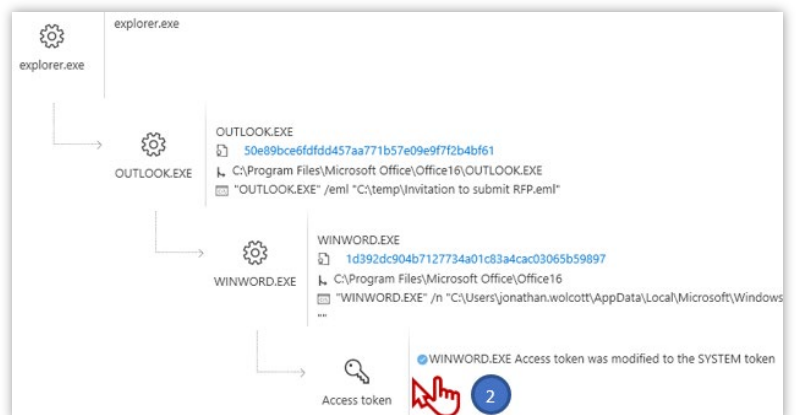 explorer.exe
explorer.exe
OUTLOOK.EXE
50e89bce6fdfdd457aa771b57e09e9f7f2b4bf61
C:\Program Files\Microsoft Office\Office16\OUTLOOK.EXE
"OUTLOOK.EXE" /eml "C:\temp\Invitation to submit RFP.eml"
OUTLOOK.EXE
WINWORD.EXE
1d392dc904b7127734a01c83a4cac03065b59897
C:\Program Files\Microsoft Office\Office16
"WINWORD.EXE" /n "C:\Users\jonathan.wolcott\AppData\Local\Microsoft\Windows
""
WINWORD.EXE
WINWORD.EXE Access token was modified to the SYSTEM token
Access token
2